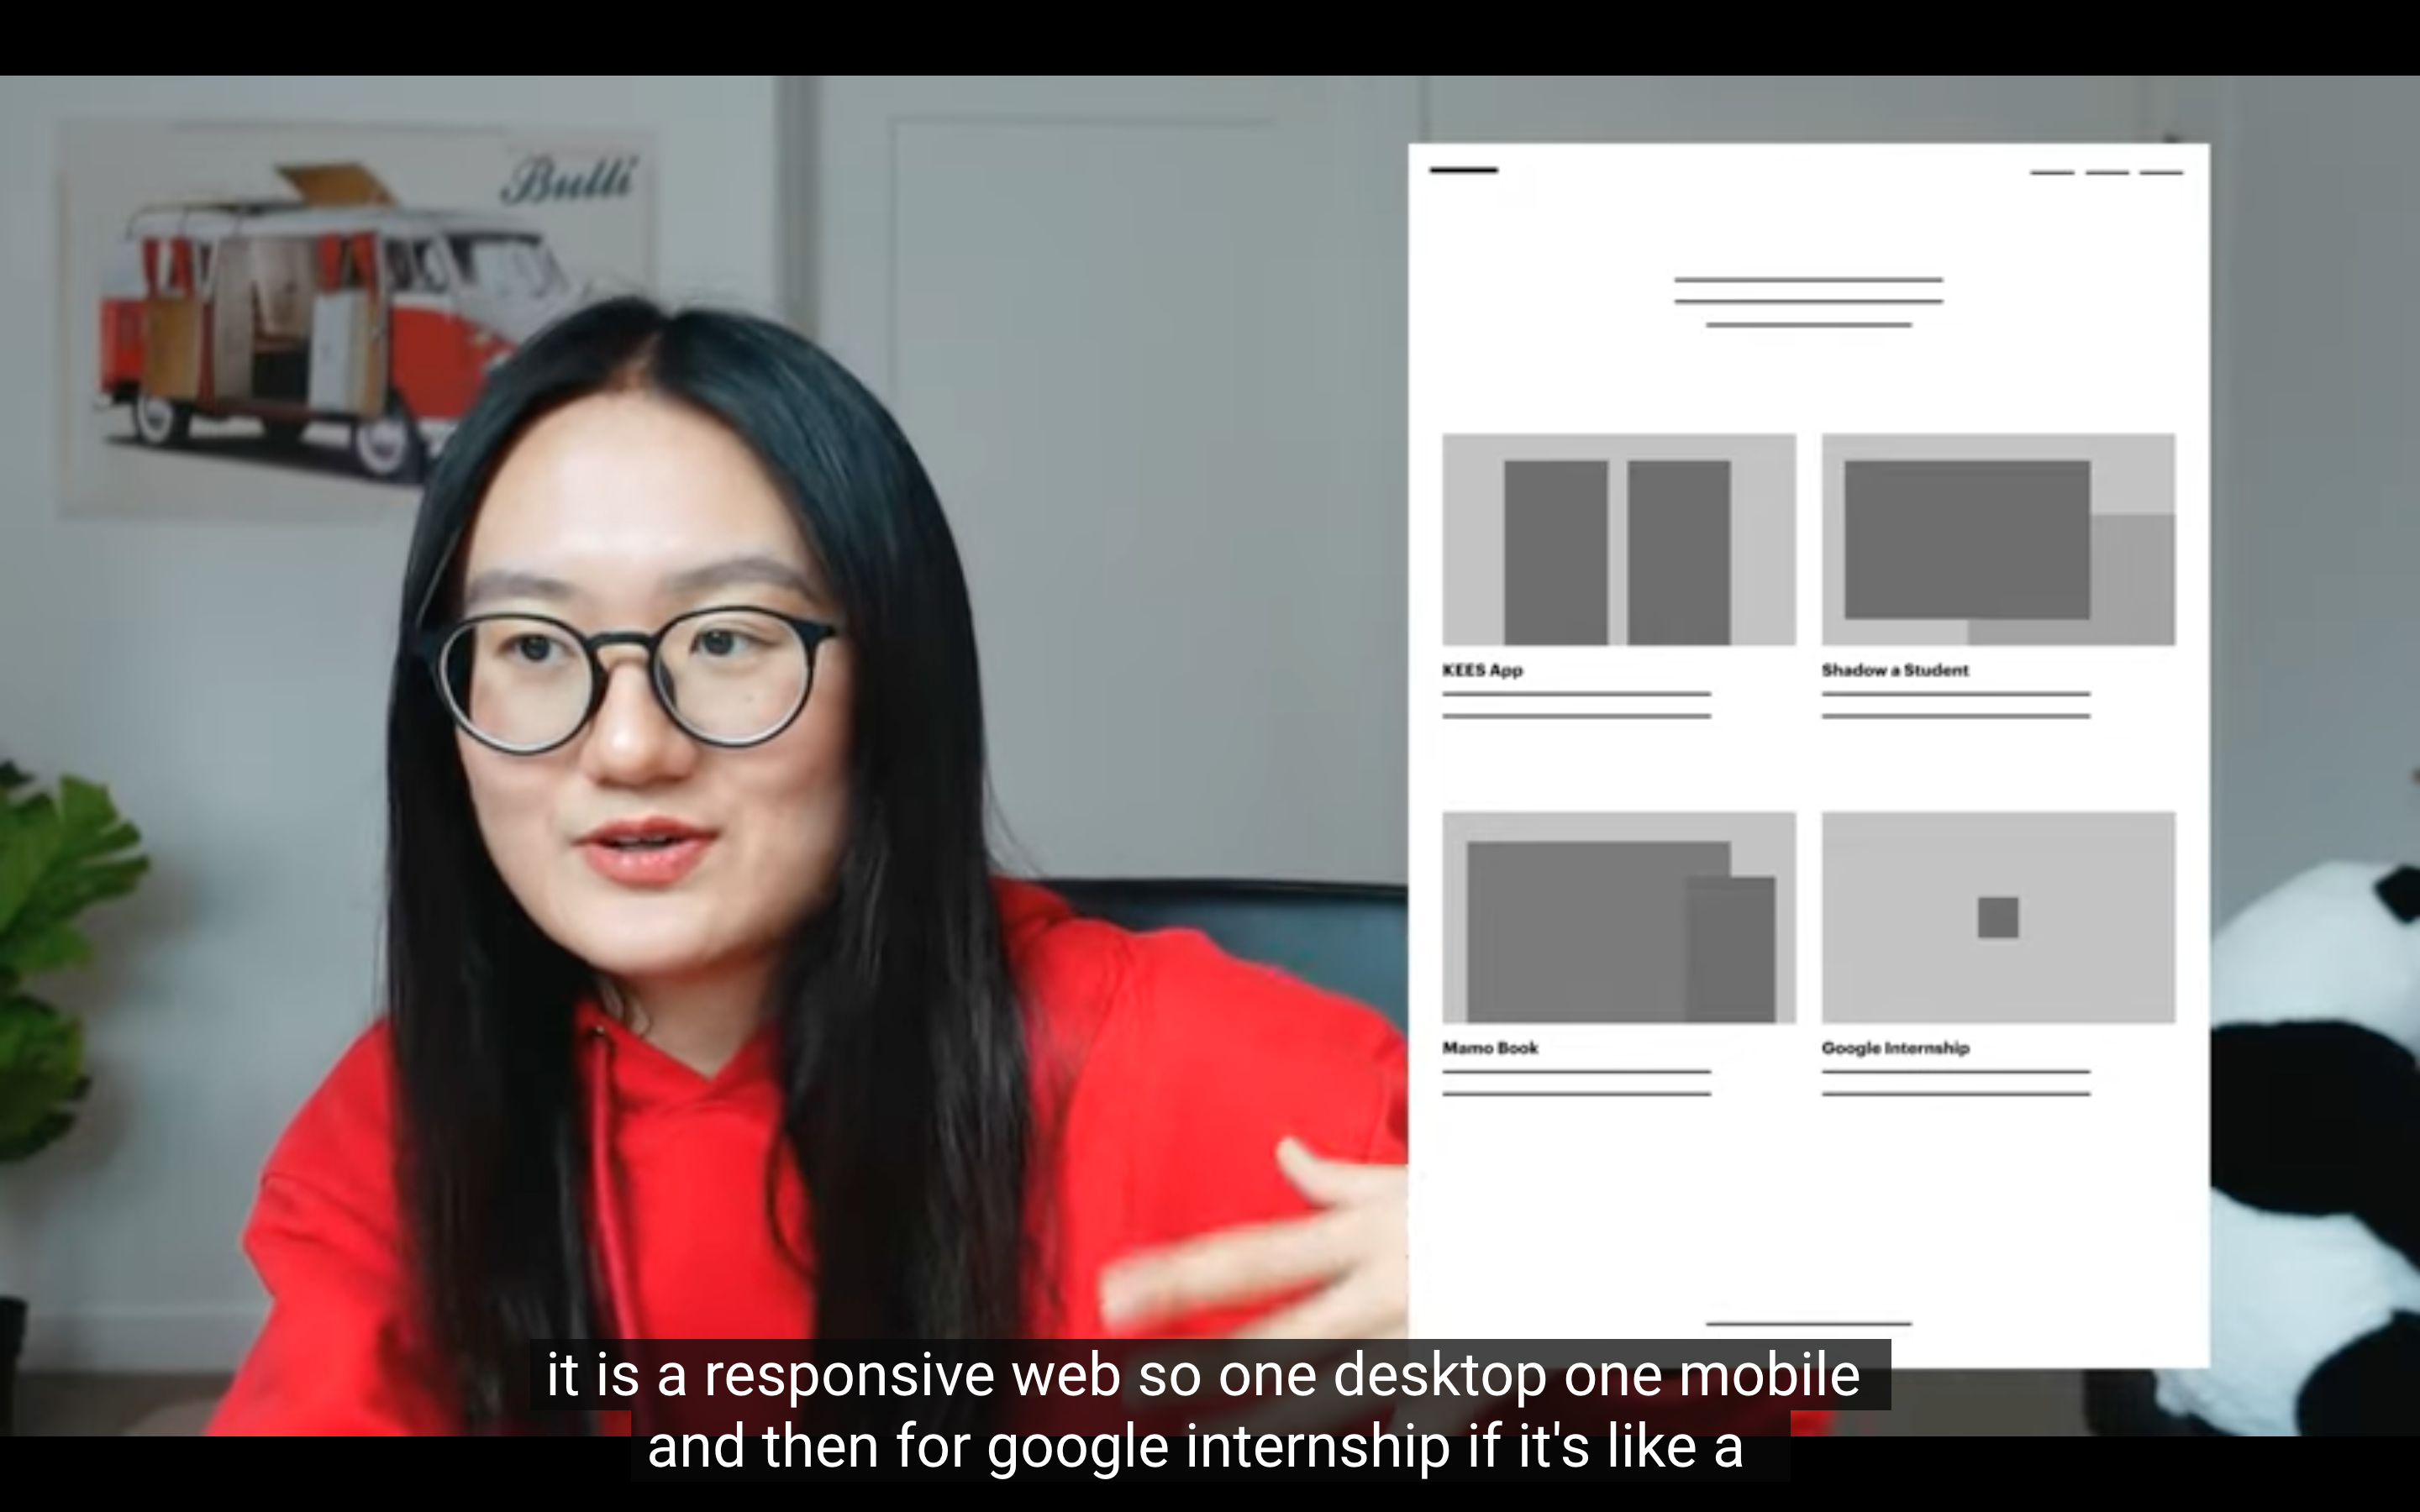 Bulli
KEES App
Shadow a Student
Mamo Book
Google Internship
it is a responsive web so one desktop one mobile
and then for google internship if it's like a